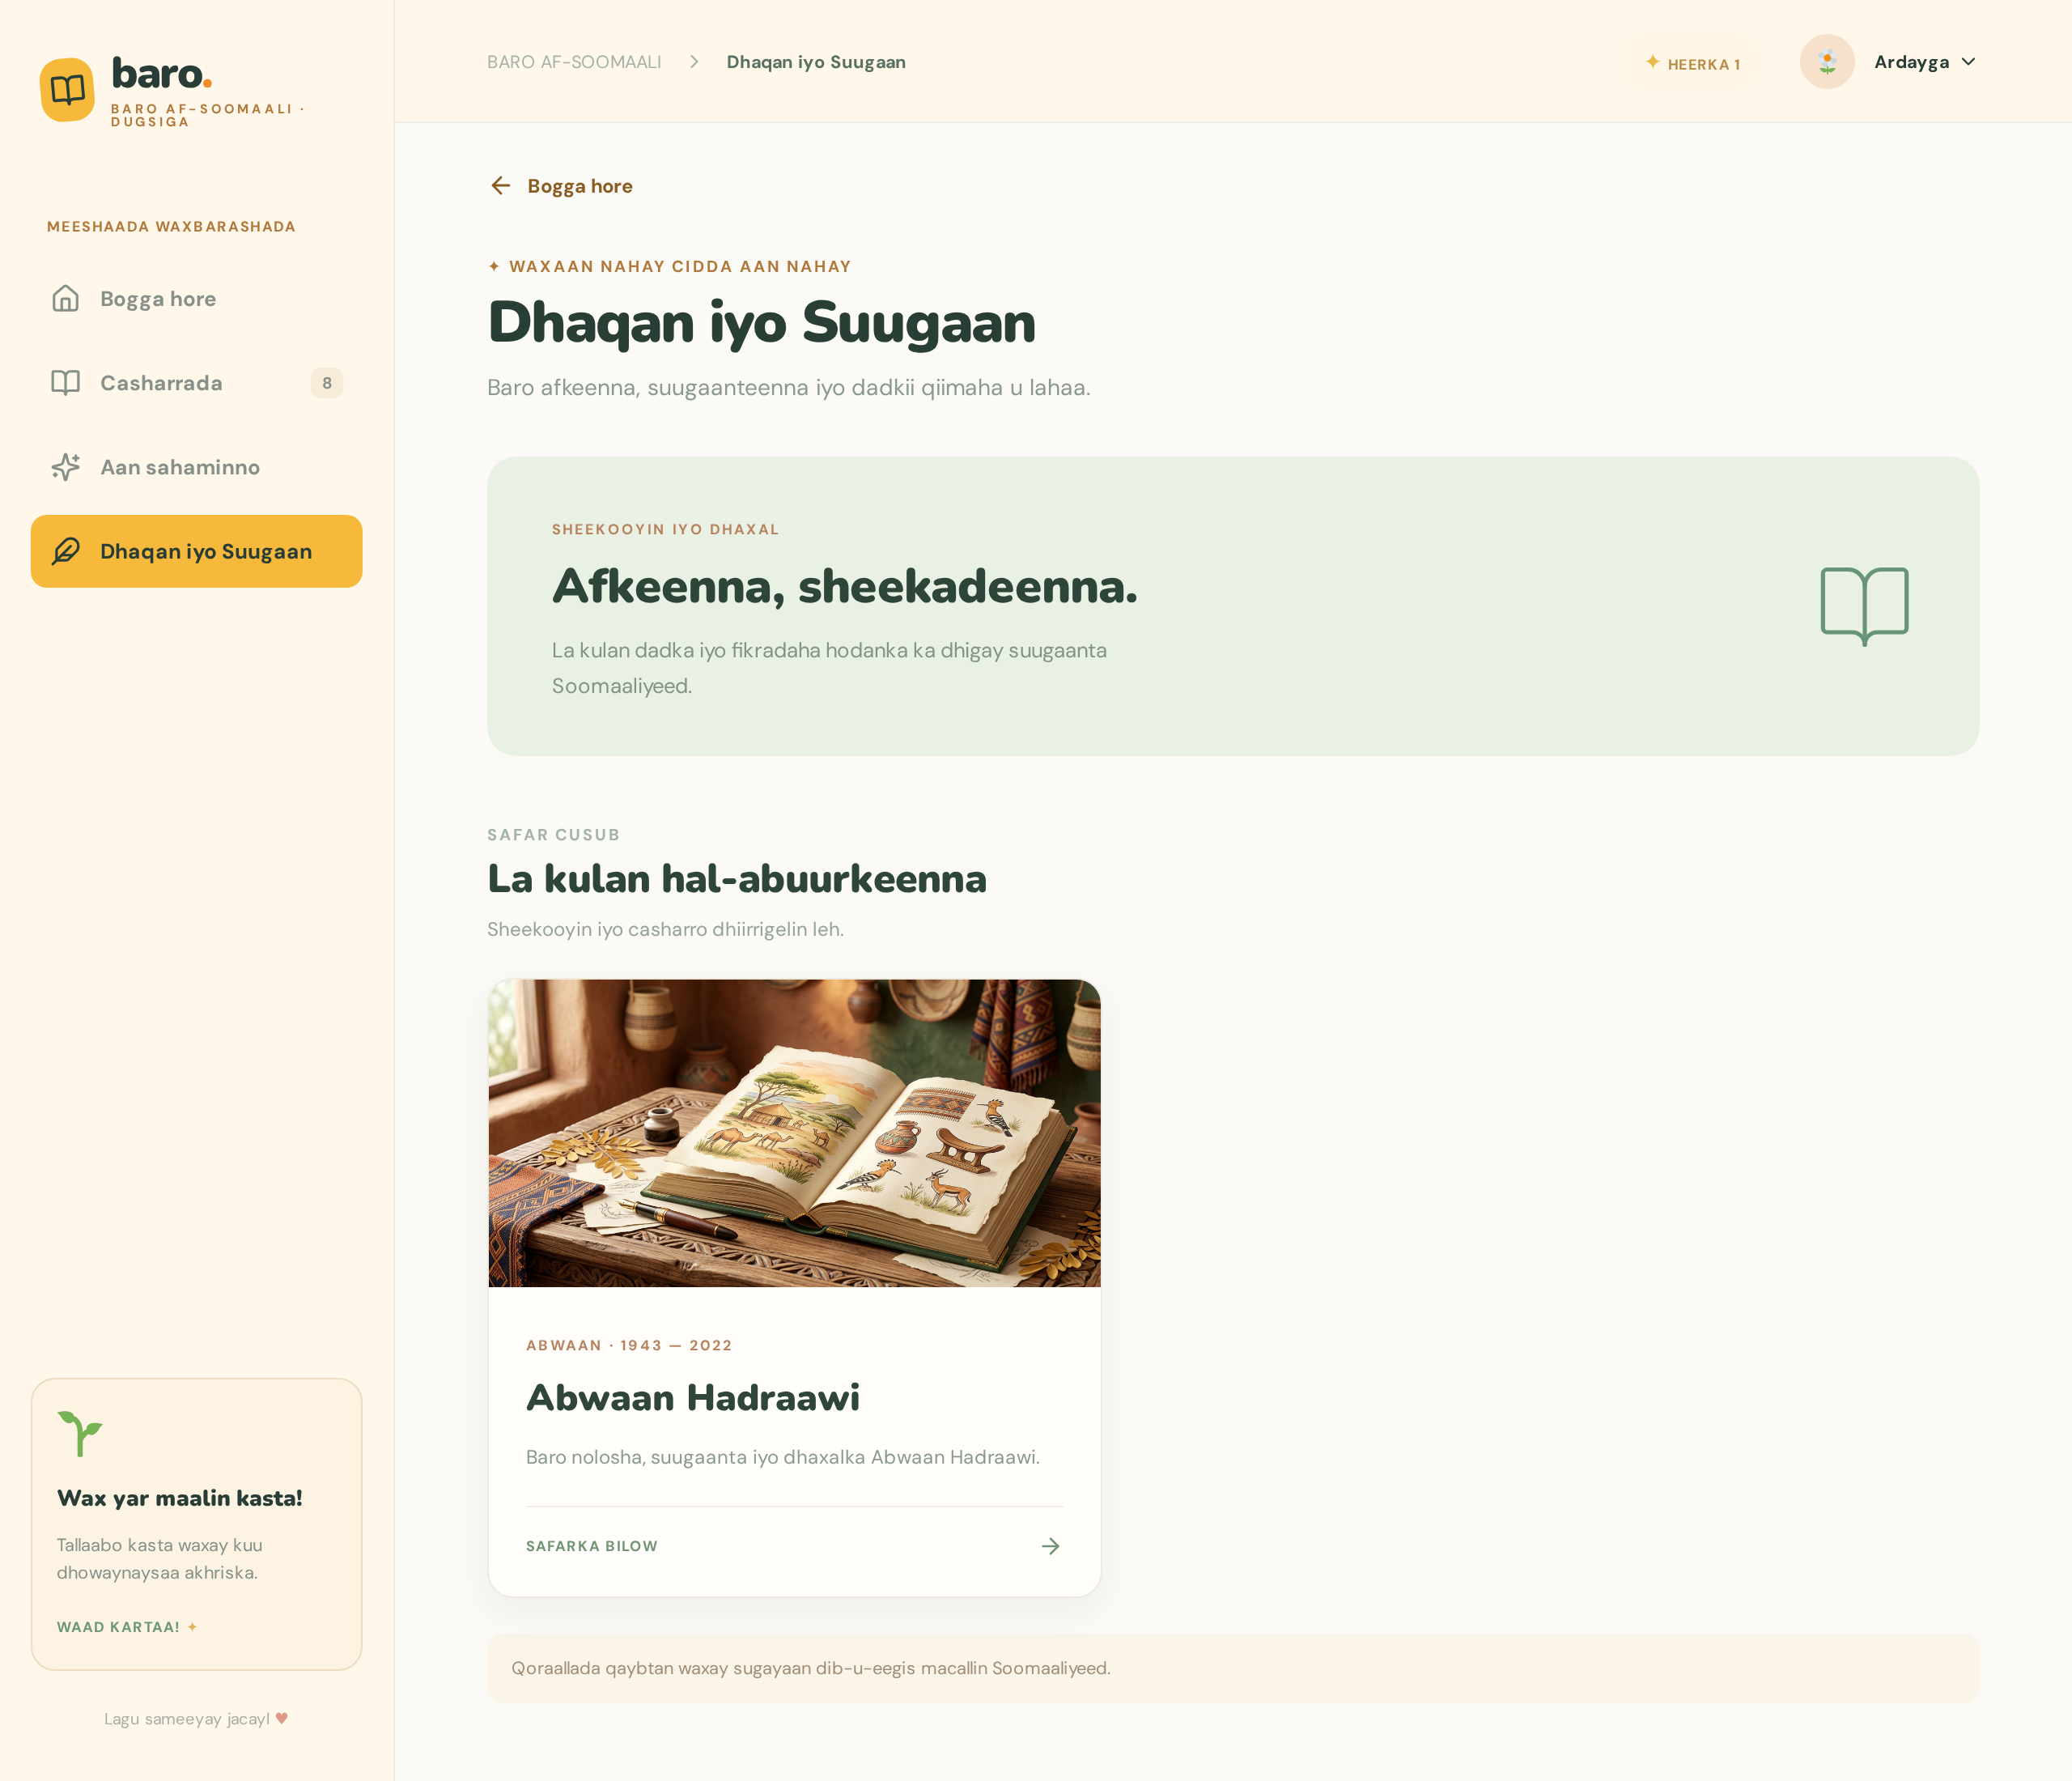 baro.
BARO AF-SOOMAALI ·
DUGSIGA
MEESHAADA WAXBARASHADA
Bogga hore
Casharrada 8
Aan sahaminno
Dhaqan iyo Suugaan
Wax yar maalin kasta!
Tallaabo kasta waxay kuu
dhowaynaysaa akhriska.
WAAD KARTAA! ✦
Lagu sameeyay jacayl ♥
BARO AF-SOOMAALI > Dhaqan iyo Suugaan
✦ HEERKA 1
Ardayga
Bogga hore
✦ WAXAAN NAHAY CIDDA AAN NAHAY
Dhaqan iyo Suugaan
Baro afkeenna, suugaanteenna iyo dadkii qiimaha u lahaa.
SHEEKOOYIN IYO DHAXAL
Afkeenna, sheekadeenna.
La kulan dadka iyo fikradaha hodanka ka dhigay suugaanta
Soomaaliyeed.
SAFAR CUSUB
La kulan hal-abuurkeenna
Sheekooyin iyo casharro dhiirrigelin leh.
ABWAAN · 1943 — 2022
Abwaan Hadraawi
Baro nolosha, suugaanta iyo dhaxalka Abwaan Hadraawi.
SAFARKA BILOW
Qoraallada qaybtan waxay sugayaan dib-u-eegis macallin Soomaaliyeed.